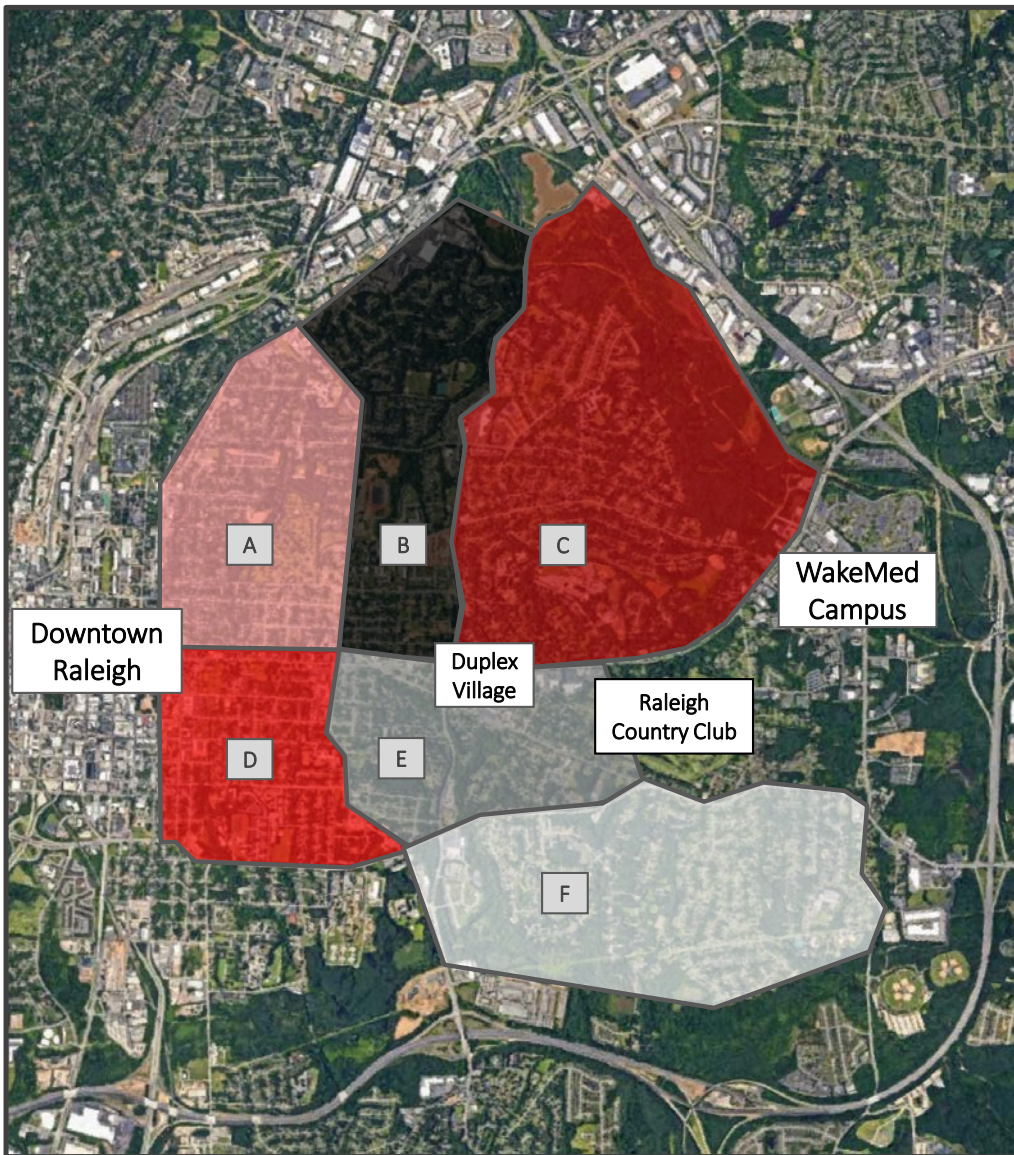 A
B
C
WakeMed
Campus
Downtown
Raleigh
Duplex
Village
Raleigh
Country Club
D
E
F